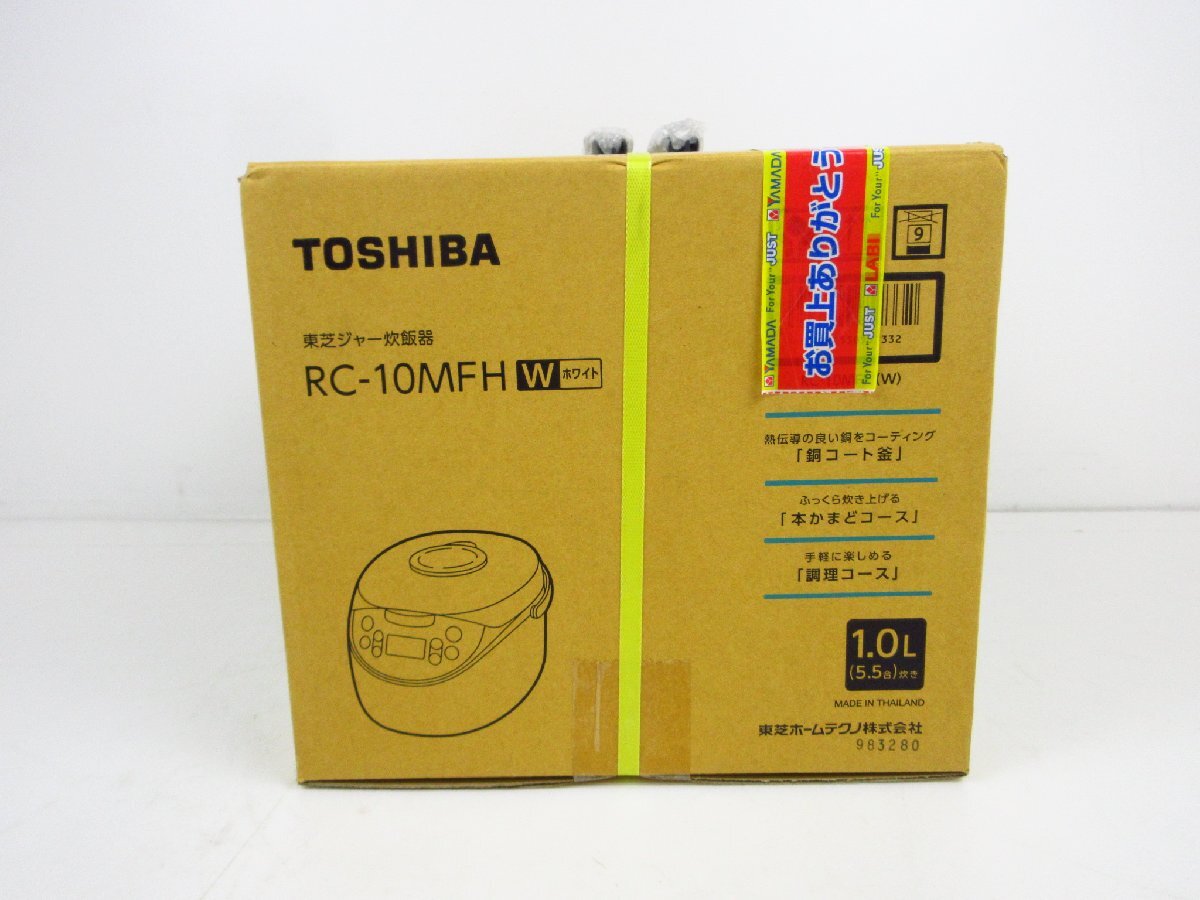 TOSHIBA
東芝ジャー炊飯器
RC-10MFH W ホワイト
お買上ありがとう
YAMADA For Your JUST YAMADA
JUST LABI For Your JUST
9
332
(W)
熱伝導の良い銅をコーティング
「銅コート釜」
ふっくら炊き上げる
「本かまどコース」
手軽に楽しめる
「調理コース」
1.0L
(5.5合)炊き
MADE IN THAILAND
東芝ホームテクノ株式会社
983280